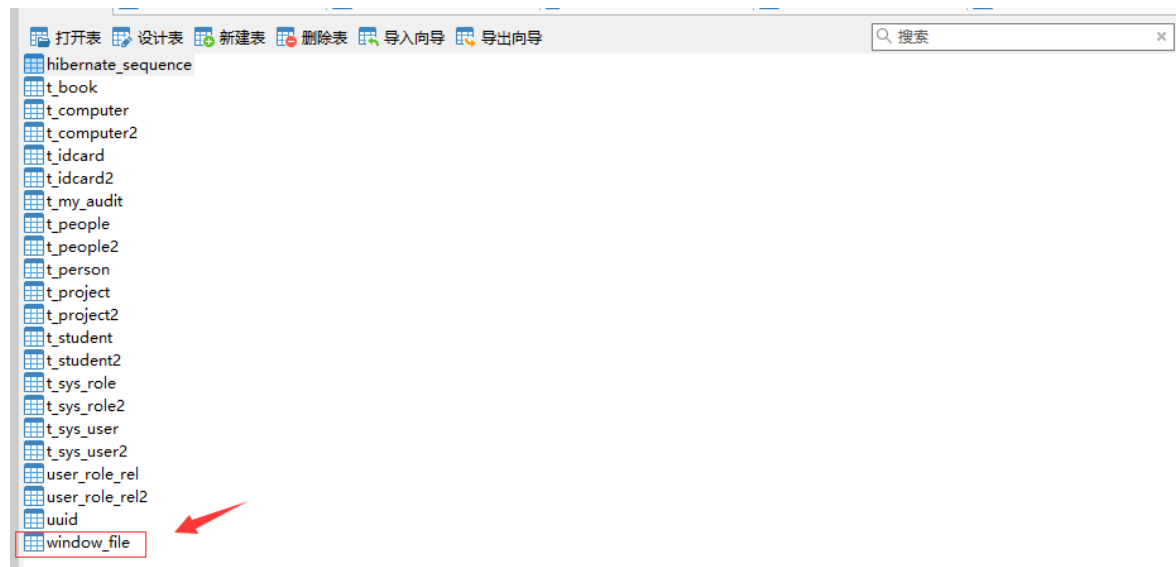 打开表 设计表 新建表 删除表 导入向导 导出向导 搜索
hibernate_sequence
t_book
t_computer
t_computer2
t_idcard
t_idcard2
t_my_audit
t_people
t_people2
t_person
t_project
t_project2
t_student
t_student2
t_sys_role
t_sys_role2
t_sys_user
t_sys_user2
user_role_rel
user_role_rel2
uuid
window_file